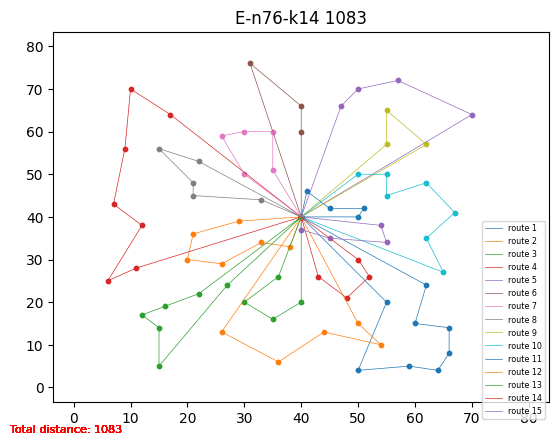 E-n76-k14 1083
80
70
60
50
40
30
20
10
0
0
10
20
30
40
50
60
70
80
route 1
route 2
route 3
route 4
route 5
route 6
route 7
route 8
route 9
route 10
route 11
route 12
route 13
route 14
route 15
Total distance: 1083